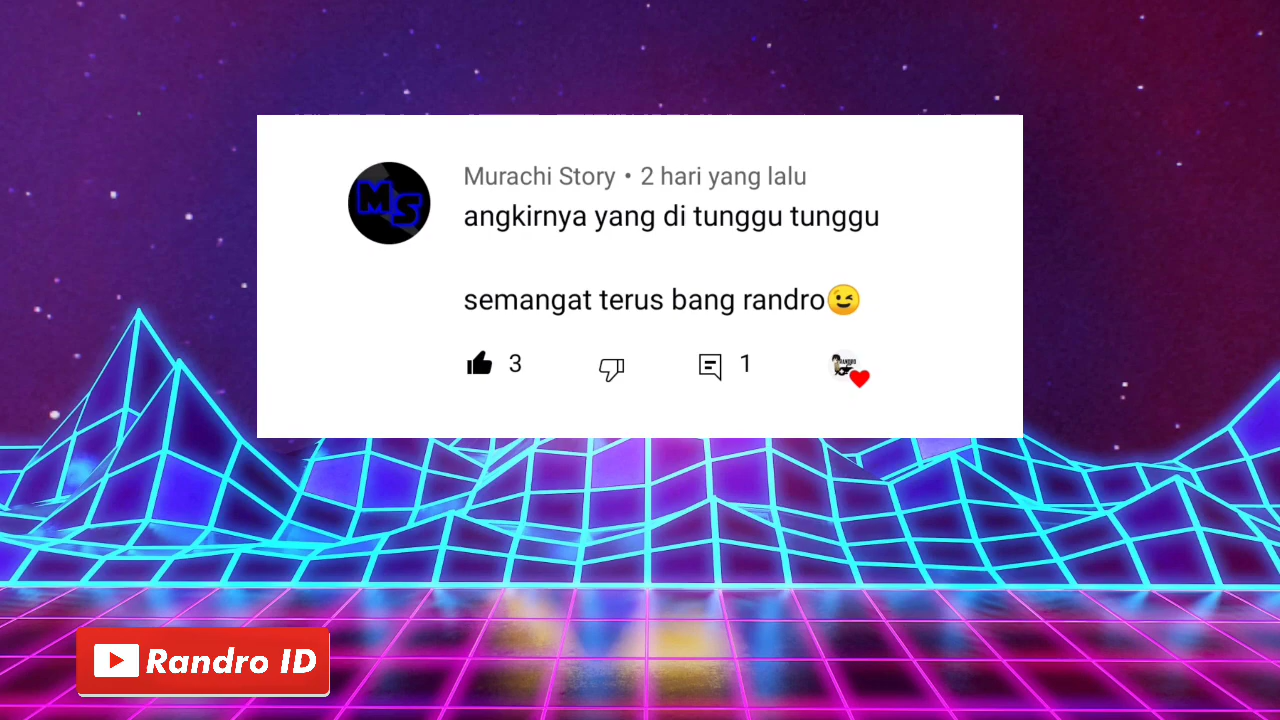 Murachi Story • 2 hari yang lalu
angkirnya yang di tunggu tunggu
semangat terus bang randro😉
3
1
MS
Randro ID